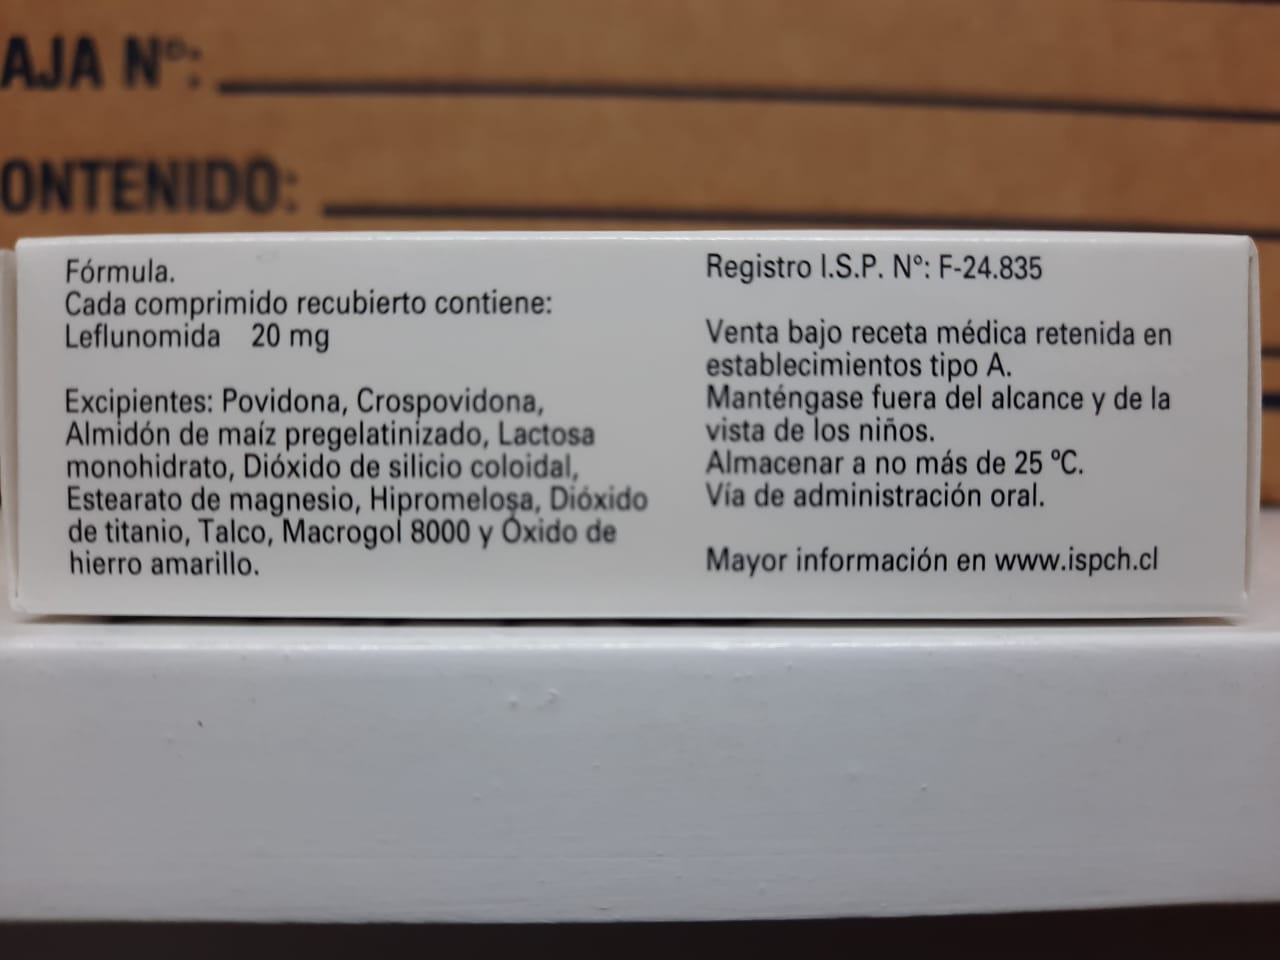 AJA Nº:
ONTENIDO:
Fórmula.
Cada comprimido recubierto contiene:
Leflunomida 20 mg
Excipientes: Povidona, Crospovidona,
Almidón de maíz pregelatinizado, Lactosa
monohidrato, Dióxido de silicio coloidal,
Estearato de magnesio, Hipromelosa, Dióxido
de titanio, Talco, Macrogol 8000 y Óxido de
hierro amarillo.
Registro I.S.P. Nº: F-24.835
Venta bajo receta médica retenida en
establecimientos tipo A.
Manténgase fuera del alcance y de la
vista de los niños.
Almacenar a no más de 25 ºC.
Vía de administración oral.
Mayor información en www.ispch.cl